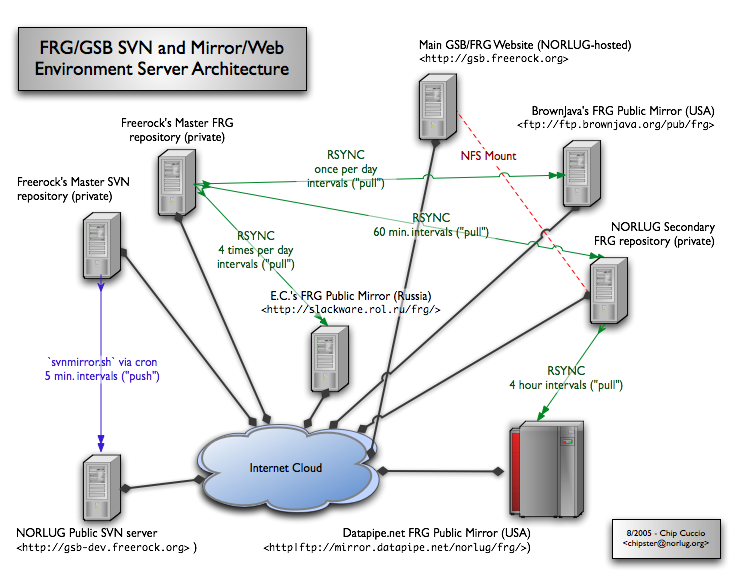 FRG/GSB SVN and Mirror/Web
Environment Server Architecture
Main GSB/FRG Website (NORLUG-hosted)
<http://gsb.freerock.org>
BrownJava's FRG Public Mirror (USA)
<ftp://ftp.brownjava.org/pub/frg>
Freerock's Master FRG
repository (private)
RSYNC
once per day
intervals ("pull")
NFS Mount
Freerock's Master SVN
repository (private)
RSYNC
60 min. intervals ("pull")
NORLUG Secondary
FRG repository (private)
RSYNC
4 times per day
intervals ("pull")
E.C.'s FRG Public Mirror (Russia)
<http://slackware.rol.ru/frg/>
`svnmirror.sh` via cron
5 min. intervals ("push")
RSYNC
4 hour intervals ("pull")
Internet Cloud
NORLUG Public SVN server
<http://gsb-dev.freerock.org> )
Datapipe.net FRG Public Mirror (USA)
<http|ftp://mirror.datapipe.net/norlug/frg/>)
8/2005 - Chip Cuccio
<chipster@norlug.org>